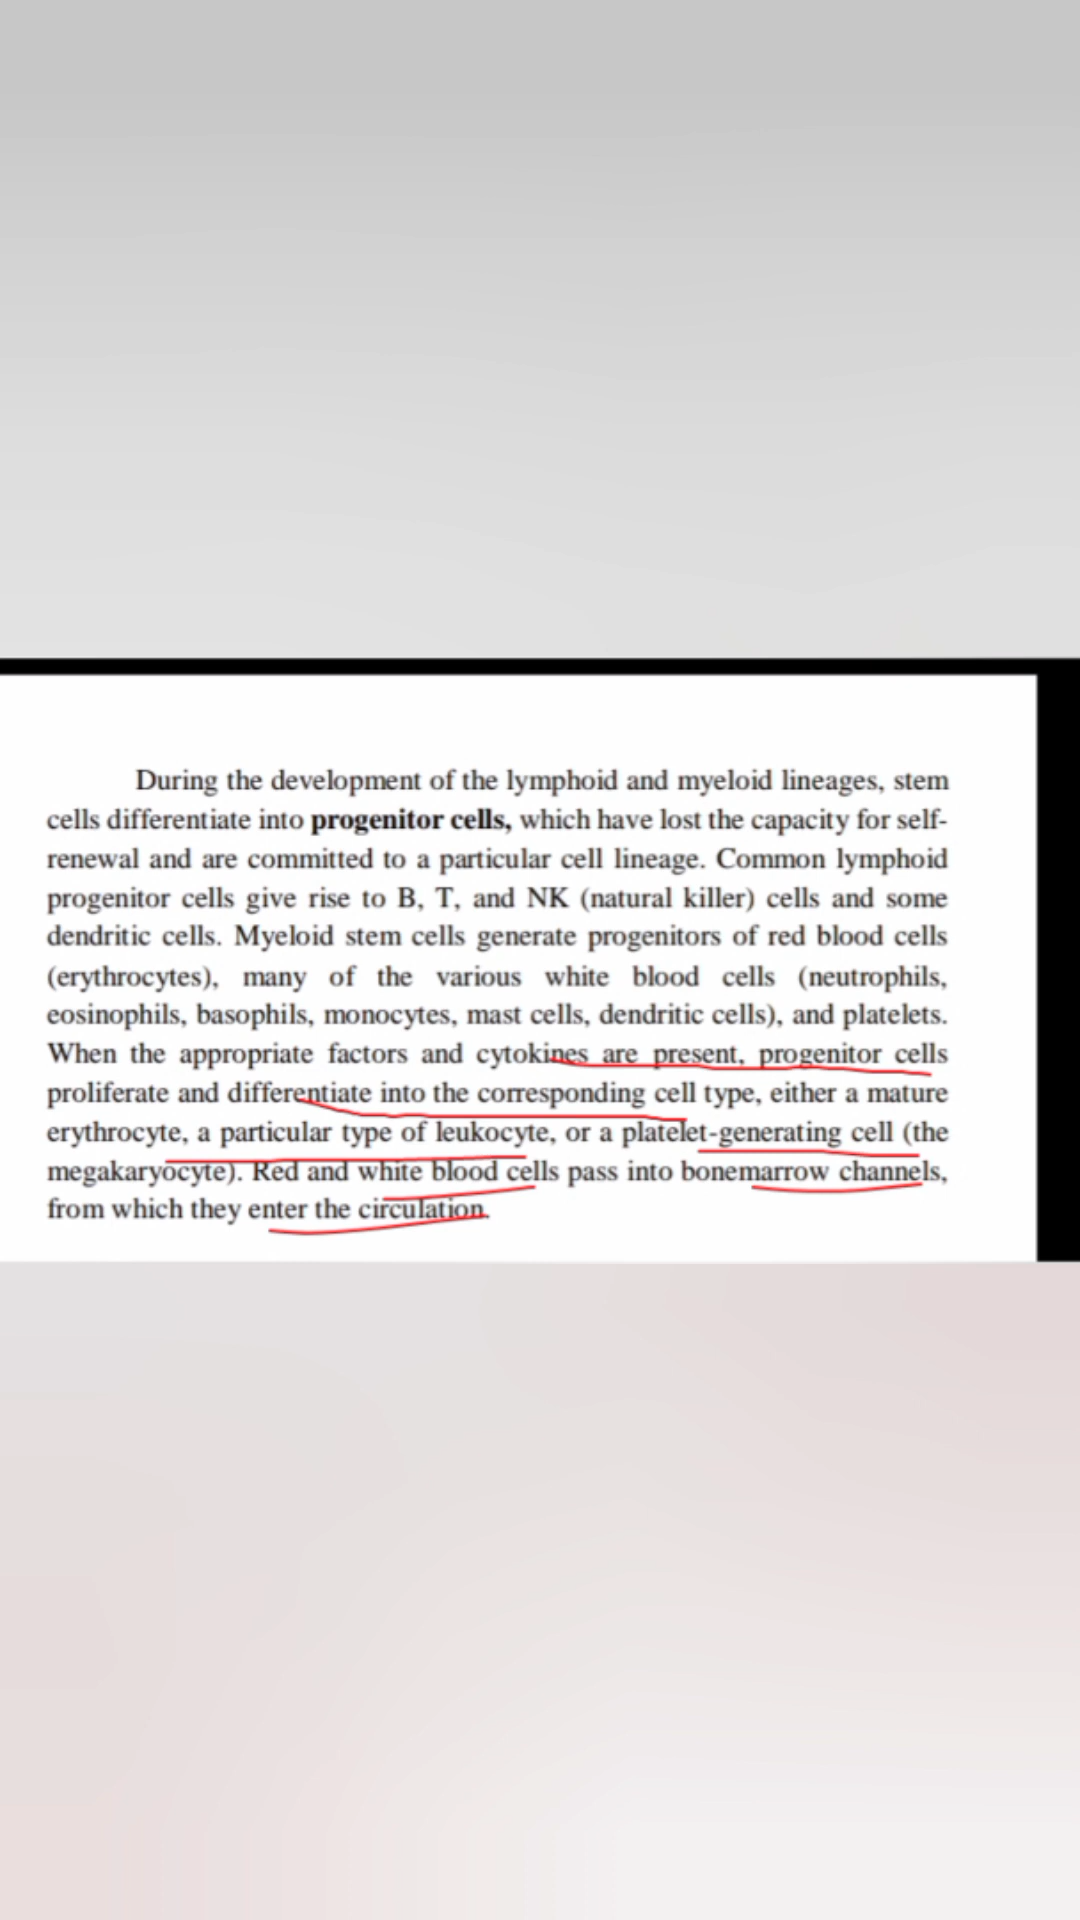 During the development of the lymphoid and myeloid lineages, stem
cells differentiate into progenitor cells, which have lost the capacity for self-
renewal and are committed to a particular cell lineage. Common lymphoid
progenitor cells give rise to B, T, and NK (natural killer) cells and some
dendritic cells. Myeloid stem cells generate progenitors of red blood cells
(erythrocytes), many of the various white blood cells (neutrophils,
eosinophils, basophils, monocytes, mast cells, dendritic cells), and platelets.
When the appropriate factors and cytokines are present, progenitor cells
proliferate and differentiate into the corresponding cell type, either a mature
erythrocyte, a particular type of leukocyte, or a platelet-generating cell (the
megakaryocyte). Red and white blood cells pass into bonemarrow channels,
from which they enter the circulation.